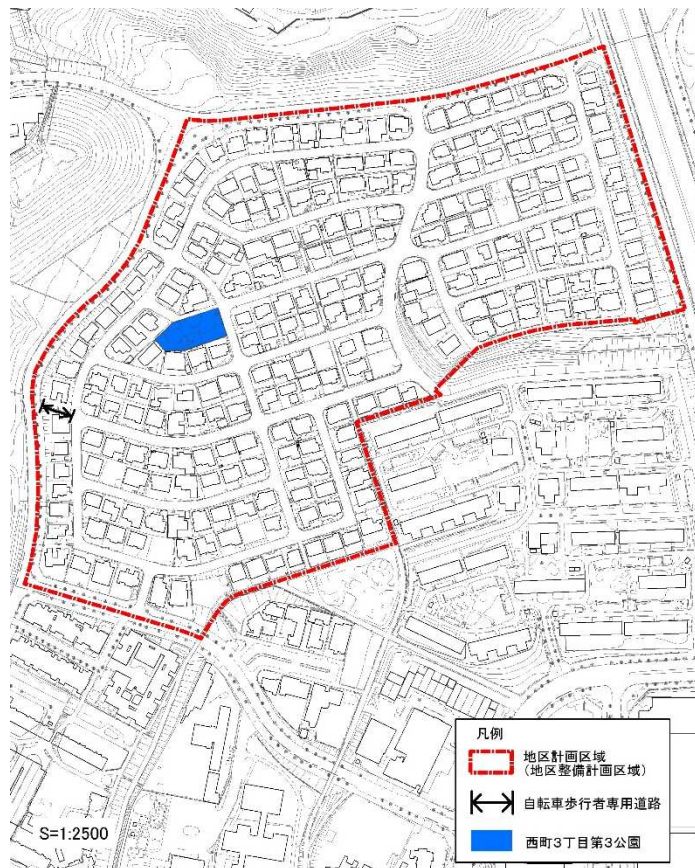 凡例
地区計画区域
(地区整備計画区域)
自転車歩行者専用道路
西町3丁目第3公園
S=1:2500